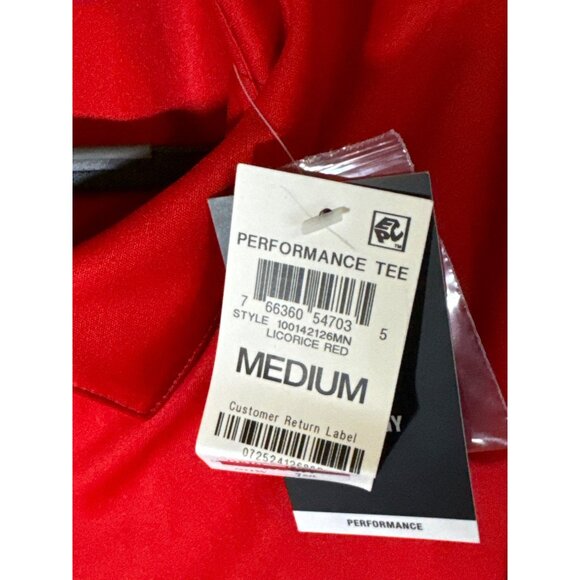 PERFORMANCE TEE
7 66360 54703 5
STYLE 100142126MN
LICORICE RED
MEDIUM
Customer Return Label
PERFORMANCE